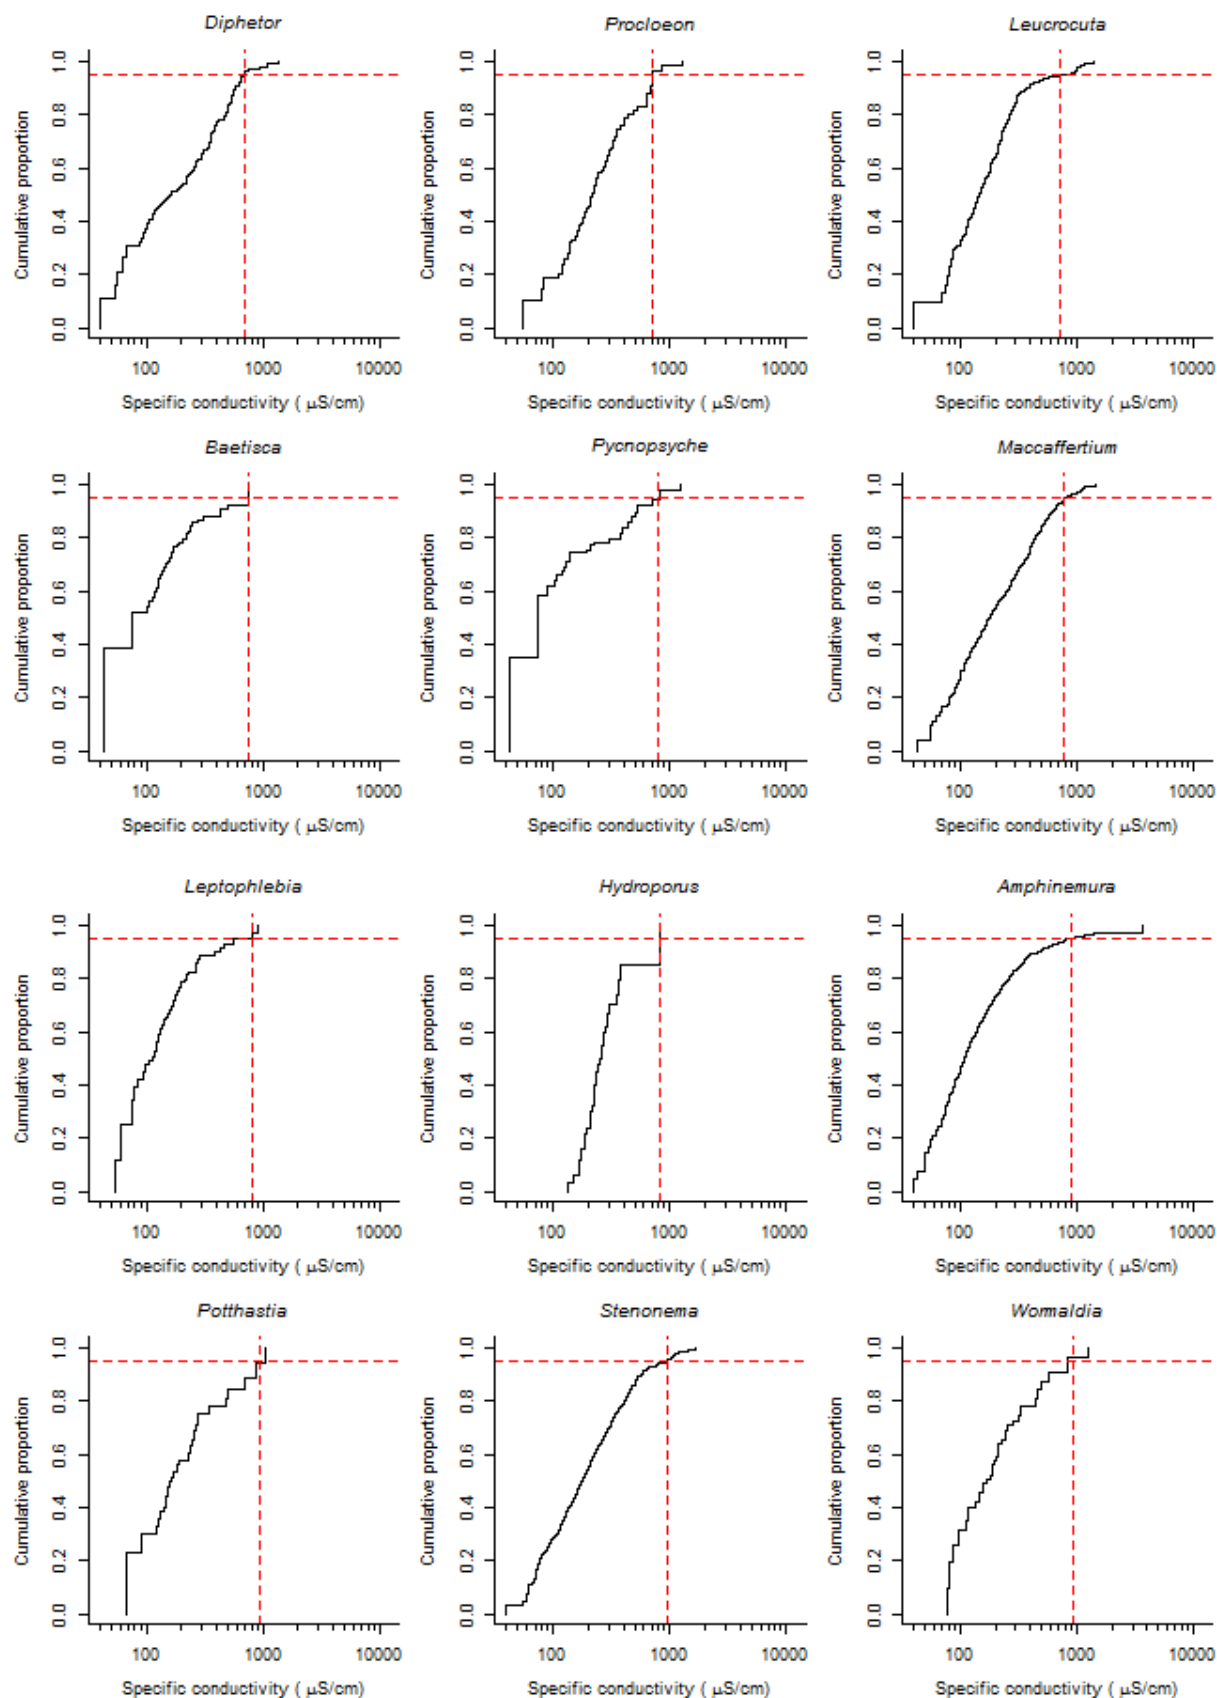 Diphetor
Procloeon
Leucrocuta
Cumulative proportion
0.0 0.2 0.4 0.6 0.8 1.0
Cumulative proportion
0.0 0.2 0.4 0.6 0.8 1.0
Cumulative proportion
0.0 0.2 0.4 0.6 0.8 1.0
100 1000 10000
100 1000 10000
100 1000 10000
Specific conductivity ( μS/cm)
Specific conductivity ( μS/cm)
Specific conductivity ( μS/cm)
Baetisca
Pycnopsyche
Maccaffertium
Cumulative proportion
0.0 0.2 0.4 0.6 0.8 1.0
Cumulative proportion
0.0 0.2 0.4 0.6 0.8 1.0
Cumulative proportion
0.0 0.2 0.4 0.6 0.8 1.0
100 1000 10000
100 1000 10000
100 1000 10000
Specific conductivity ( μS/cm)
Specific conductivity ( μS/cm)
Specific conductivity ( μS/cm)
Leptophlebia
Hydroporus
Amphinemura
Cumulative proportion
0.0 0.2 0.4 0.6 0.8 1.0
Cumulative proportion
0.0 0.2 0.4 0.6 0.8 1.0
Cumulative proportion
0.0 0.2 0.4 0.6 0.8 1.0
100 1000 10000
100 1000 10000
100 1000 10000
Specific conductivity ( μS/cm)
Specific conductivity ( μS/cm)
Specific conductivity ( μS/cm)
Potthastia
Stenonema
Wormaldia
Cumulative proportion
0.0 0.2 0.4 0.6 0.8 1.0
Cumulative proportion
0.0 0.2 0.4 0.6 0.8 1.0
Cumulative proportion
0.0 0.2 0.4 0.6 0.8 1.0
100 1000 10000
100 1000 10000
100 1000 10000
Specific conductivity ( μS/cm)
Specific conductivity ( μS/cm)
Specific conductivity ( μS/cm)